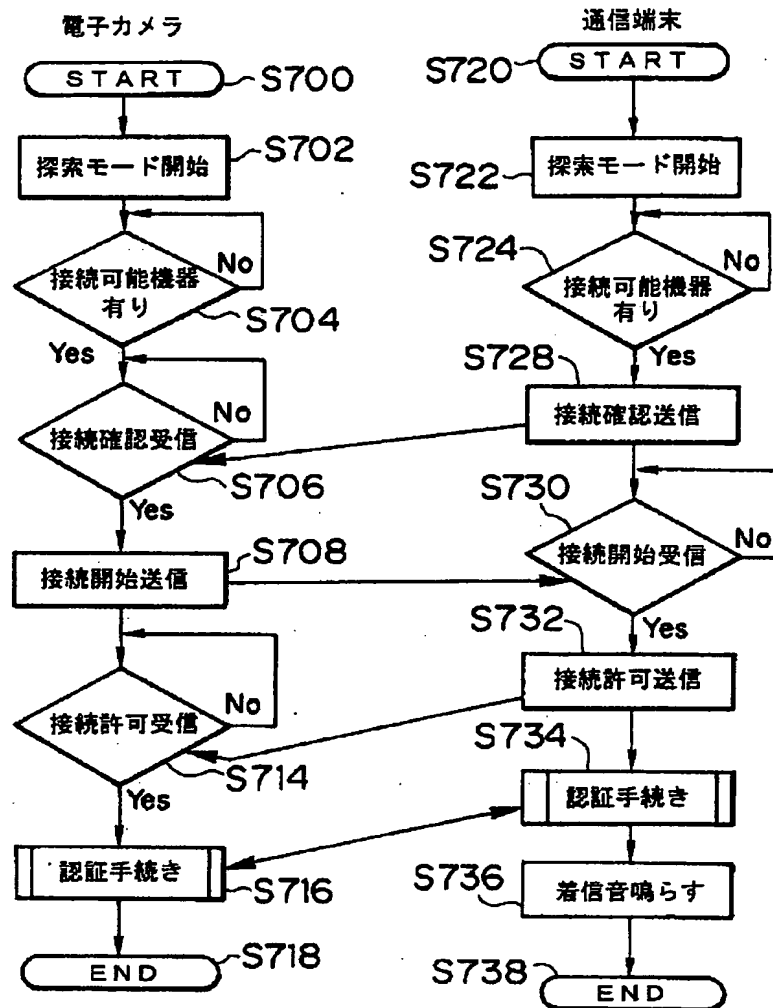 電子カメラ
START
S700
探索モード開始
S702
接続可能機器
有り
No
S704
Yes
接続確認受信
No
S706
Yes
接続開始送信
S708
接続許可受信
No
S714
Yes
認証手続き
S716
END
S718
通信端末
START
S720
探索モード開始
S722
接続可能機器
有り
No
S724
Yes
S728
接続確認送信
S730
接続開始受信
No
Yes
S732
接続許可送信
S734
認証手続き
S736
着信音鳴らす
S738
END